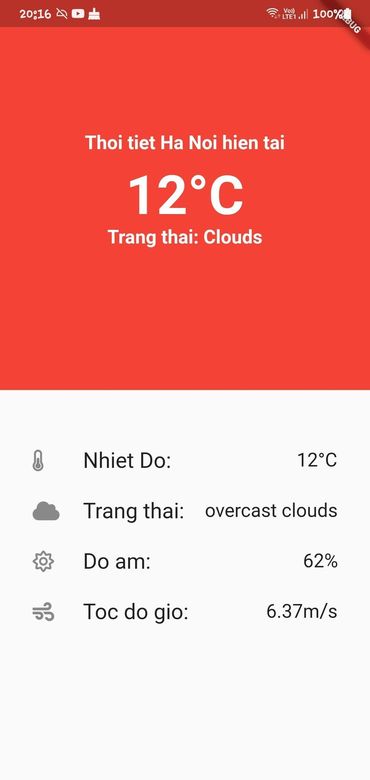 20:16 Vo) LTE1 100%
BUG
Thoi tiet Ha Noi hien tai
12°C
Trang thai: Clouds
Nhiet Do: 12°C
Trang thai: overcast clouds
Do am: 62%
Toc do gio: 6.37m/s